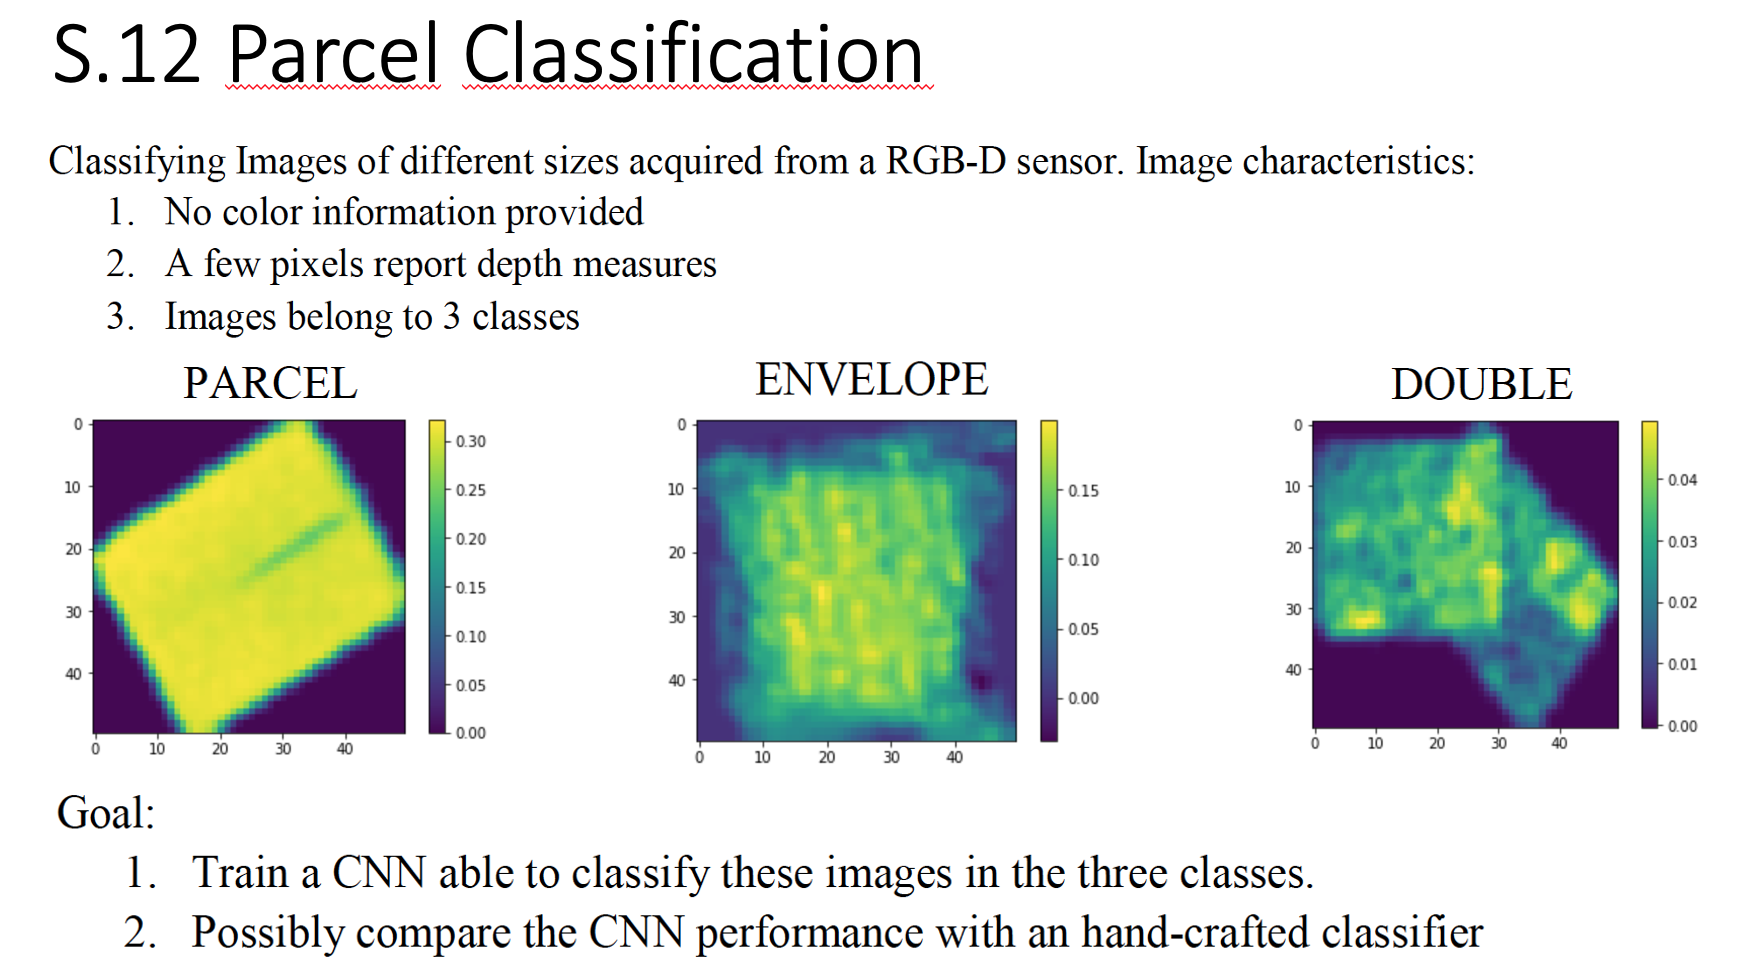 S.12 Parcel Classification
Classifying Images of different sizes acquired from a RGB-D sensor. Image characteristics:
1. No color information provided
2. A few pixels report depth measures
3. Images belong to 3 classes
PARCEL
0
10
20
30
40
0 10 20 30 40
0.30
0.25
0.20
0.15
0.10
0.05
0.00
ENVELOPE
0
10
20
30
40
0 10 20 30 40
0.15
0.10
0.05
0.00
DOUBLE
0
10
20
30
40
0 10 20 30 40
0.04
0.03
0.02
0.01
0.00
Goal:
1. Train a CNN able to classify these images in the three classes.
2. Possibly compare the CNN performance with an hand-crafted classifier